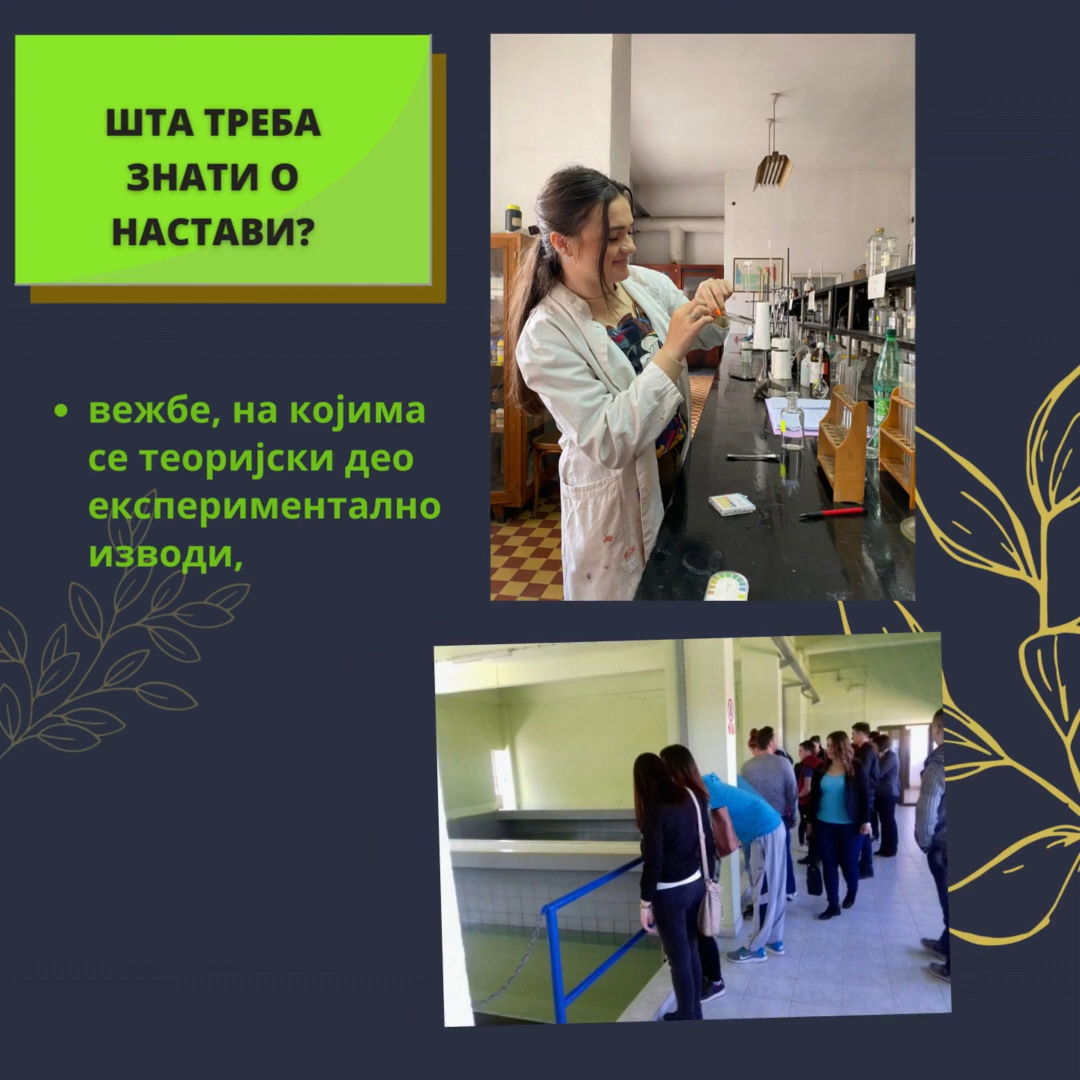 ШТА ТРЕБА
ЗНАТИ О
НАСТАВИ?
• вежбе, на којима
се теоријски део
експериментално
изводи,